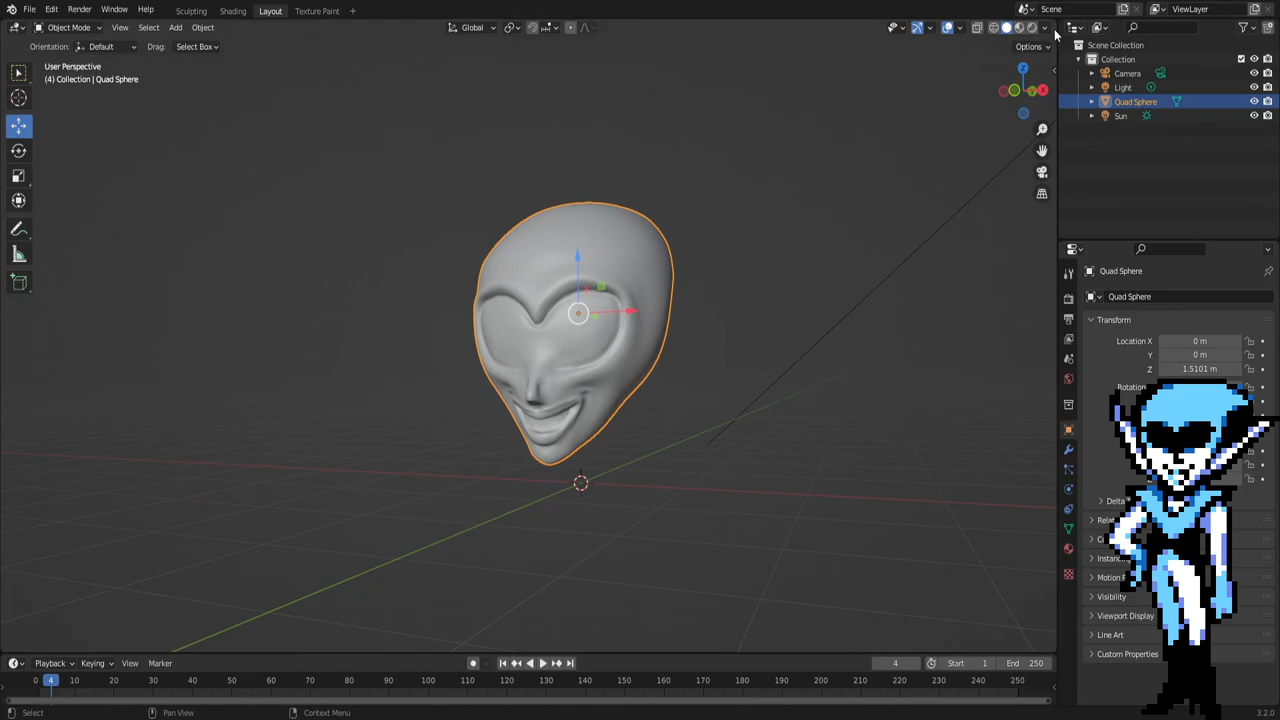 File Edit Render Window Help Sculpting Shading Layout Texture Paint + Scene ViewLayer
Object Mode View Select Add Object Global
Orientation: Default Drag: Select Box Options
User Perspective
(4) Collection | Quad Sphere
Z
X
Y
Scene Collection
Collection
Camera
Light
Quad Sphere
Sun
Quad Sphere
Quad Sphere
Transform
Location X 0 m
Y 0 m
Z 1.5101 m
Rotation
Delta
Visibility
Viewport Display
Line Art
Custom Properties
Playback Keying View Marker 4 Start 1 End 250
0 4 10 20 30 40 50 60 70 80 90 100 110 120 130 140 150 160 170 180 190 200 210 220 230 240 250
Select Pan View Context Menu 3.2.0